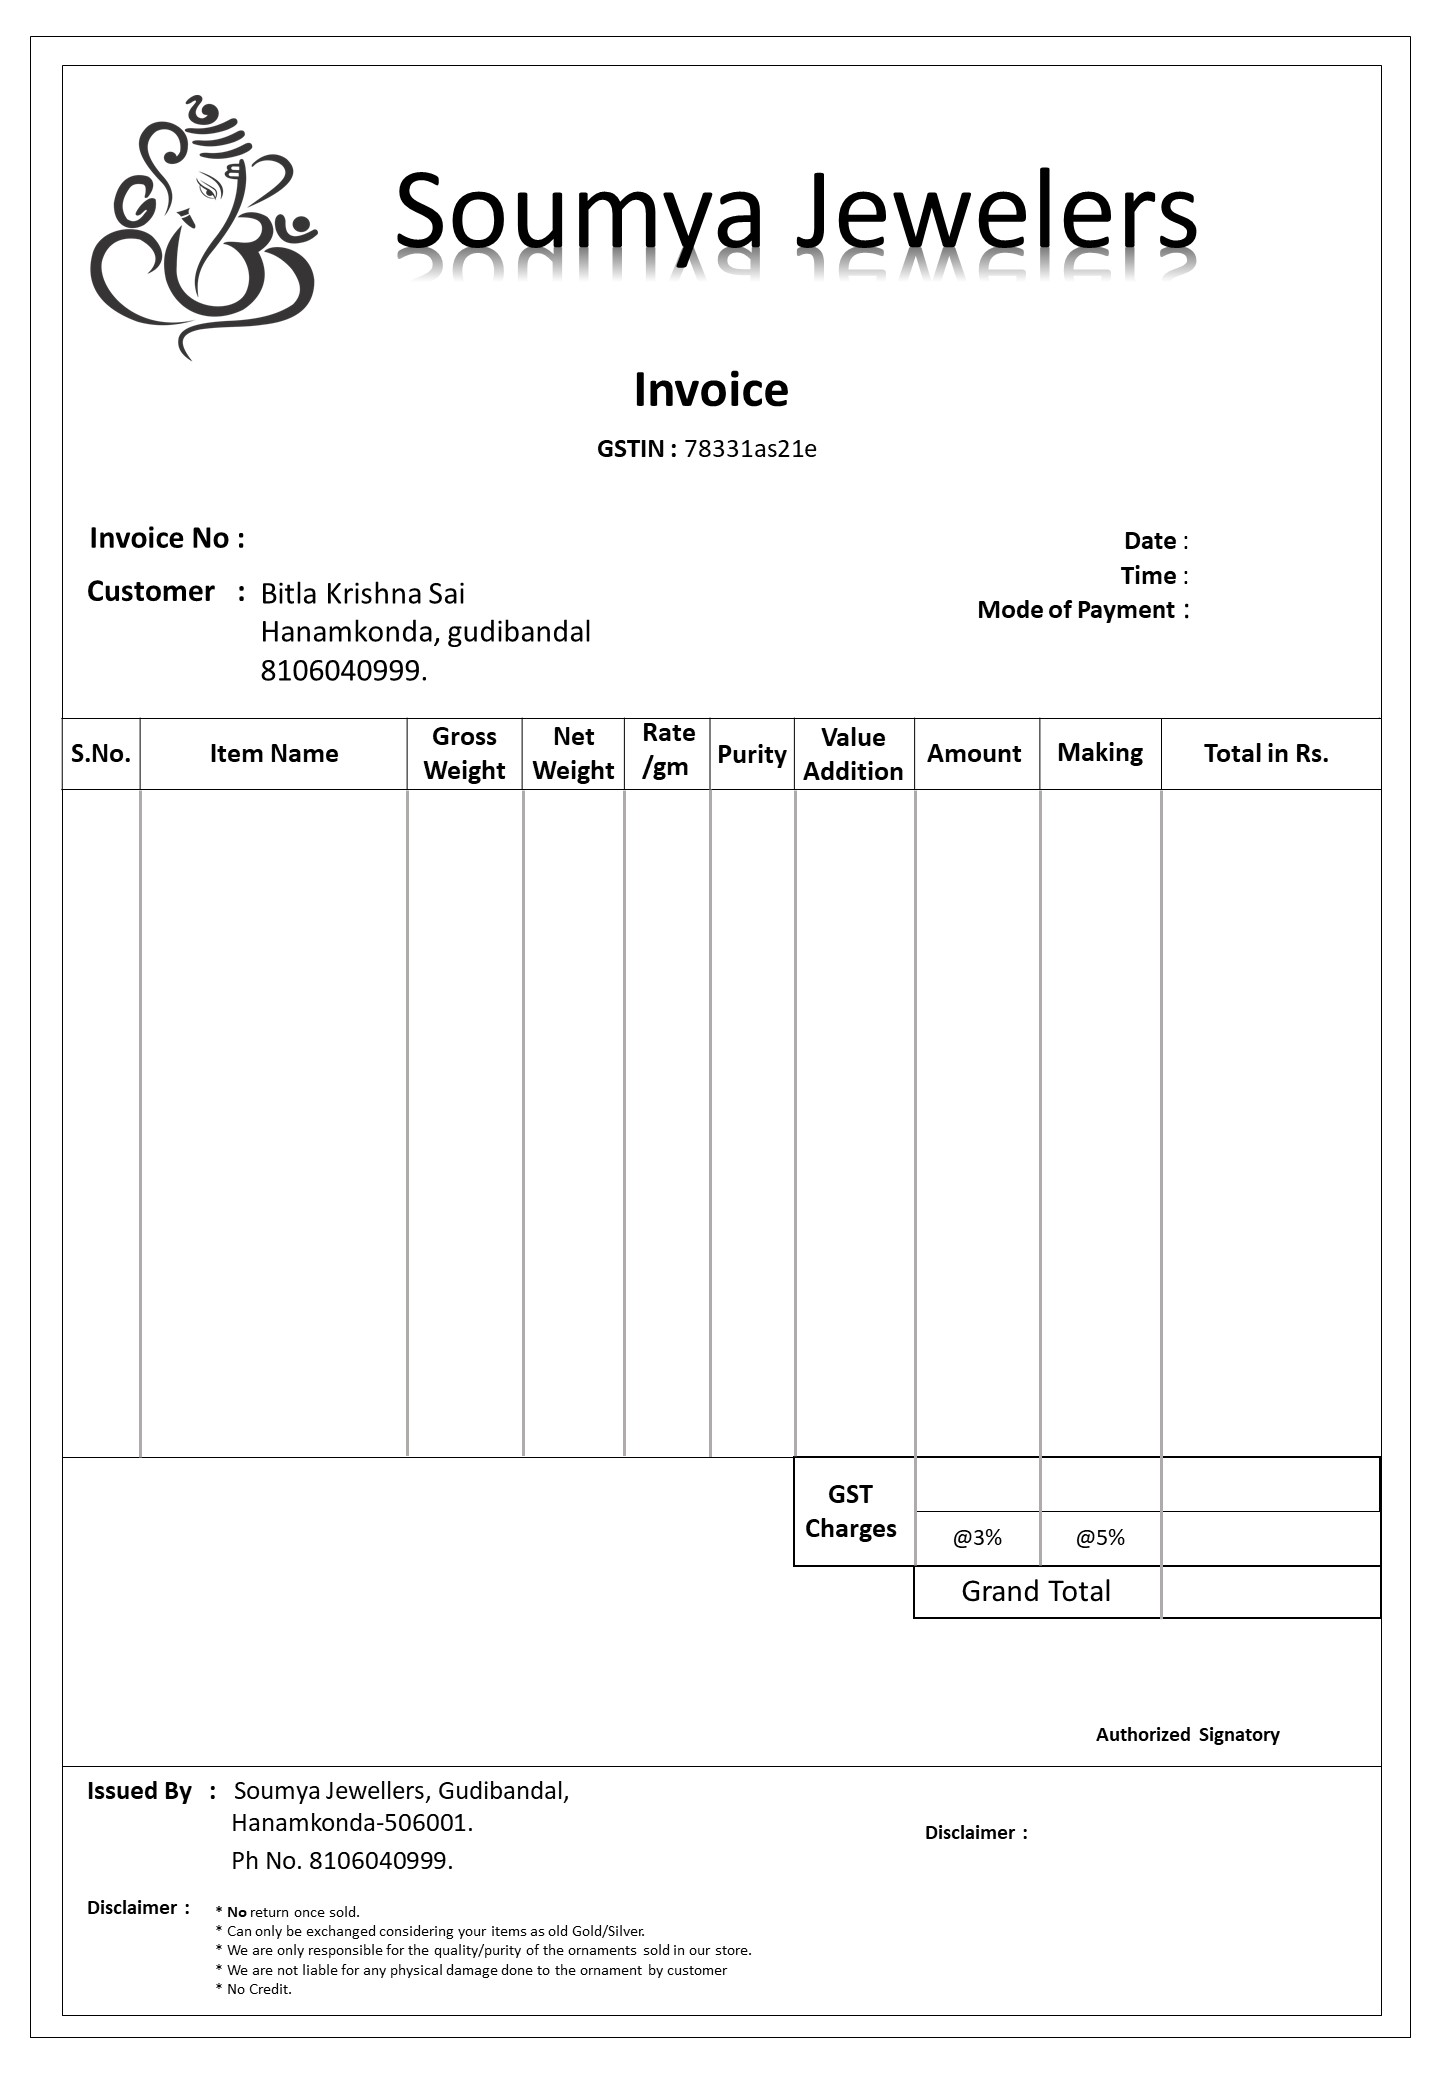 Soumya Jewelers
Invoice
GSTIN : 78331as21e
Invoice No :
Date :
Time :
Mode of Payment :
Customer : Bitla Krishna Sai
Hanamkonda, gudibandal
8106040999.
S.No. Item Name Gross Weight Net Weight Rate /gm Purity Value Addition Amount Making Total in Rs.
GST Charges
@3% @5%
Grand Total
Authorized Signatory
Issued By : Soumya Jewellers, Gudibandal,
Hanamkonda-506001.
Ph No. 8106040999.
Disclaimer :
Disclaimer : * No return once sold.
* Can only be exchanged considering your items as old Gold/Silver.
* We are only responsible for the quality/purity of the ornaments sold in our store.
* We are not liable for any physical damage done to the ornament by customer
* No Credit.